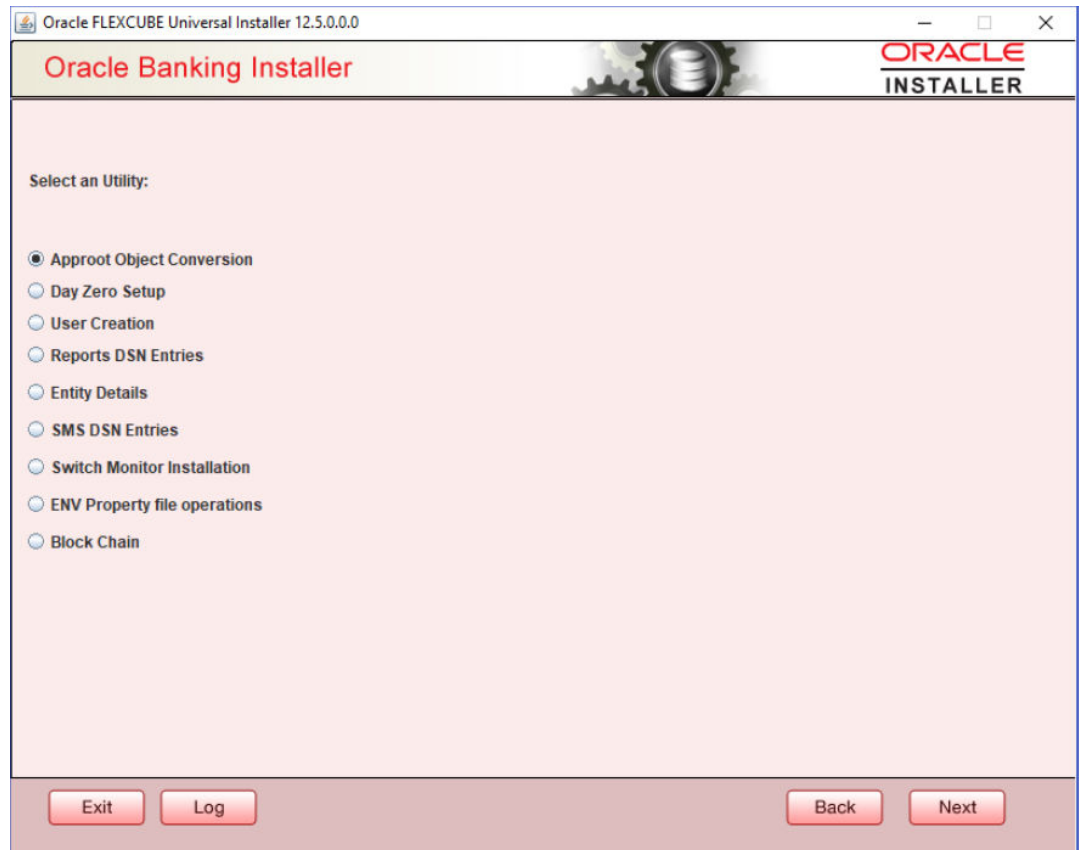 Oracle FLEXCUBE Universal Installer 12.5.0.0.0
Oracle Banking Installer
ORACLE
INSTALLER
Select an Utility:
Approot Object Conversion
Day Zero Setup
User Creation
Reports DSN Entries
Entity Details
SMS DSN Entries
Switch Monitor Installation
ENV Property file operations
Block Chain
Exit
Log
Back
Next